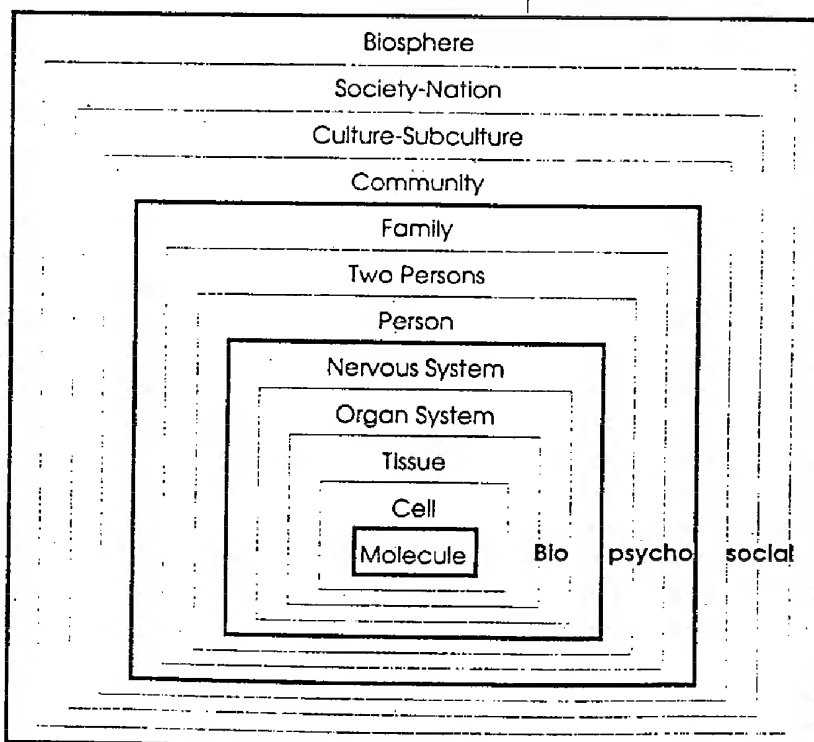 Biosphere
Society-Nation
Culture-Subculture
Community
Family
Two Persons
Person
Nervous System
Organ System
Tissue
Cell
Molecule Bio psycho social